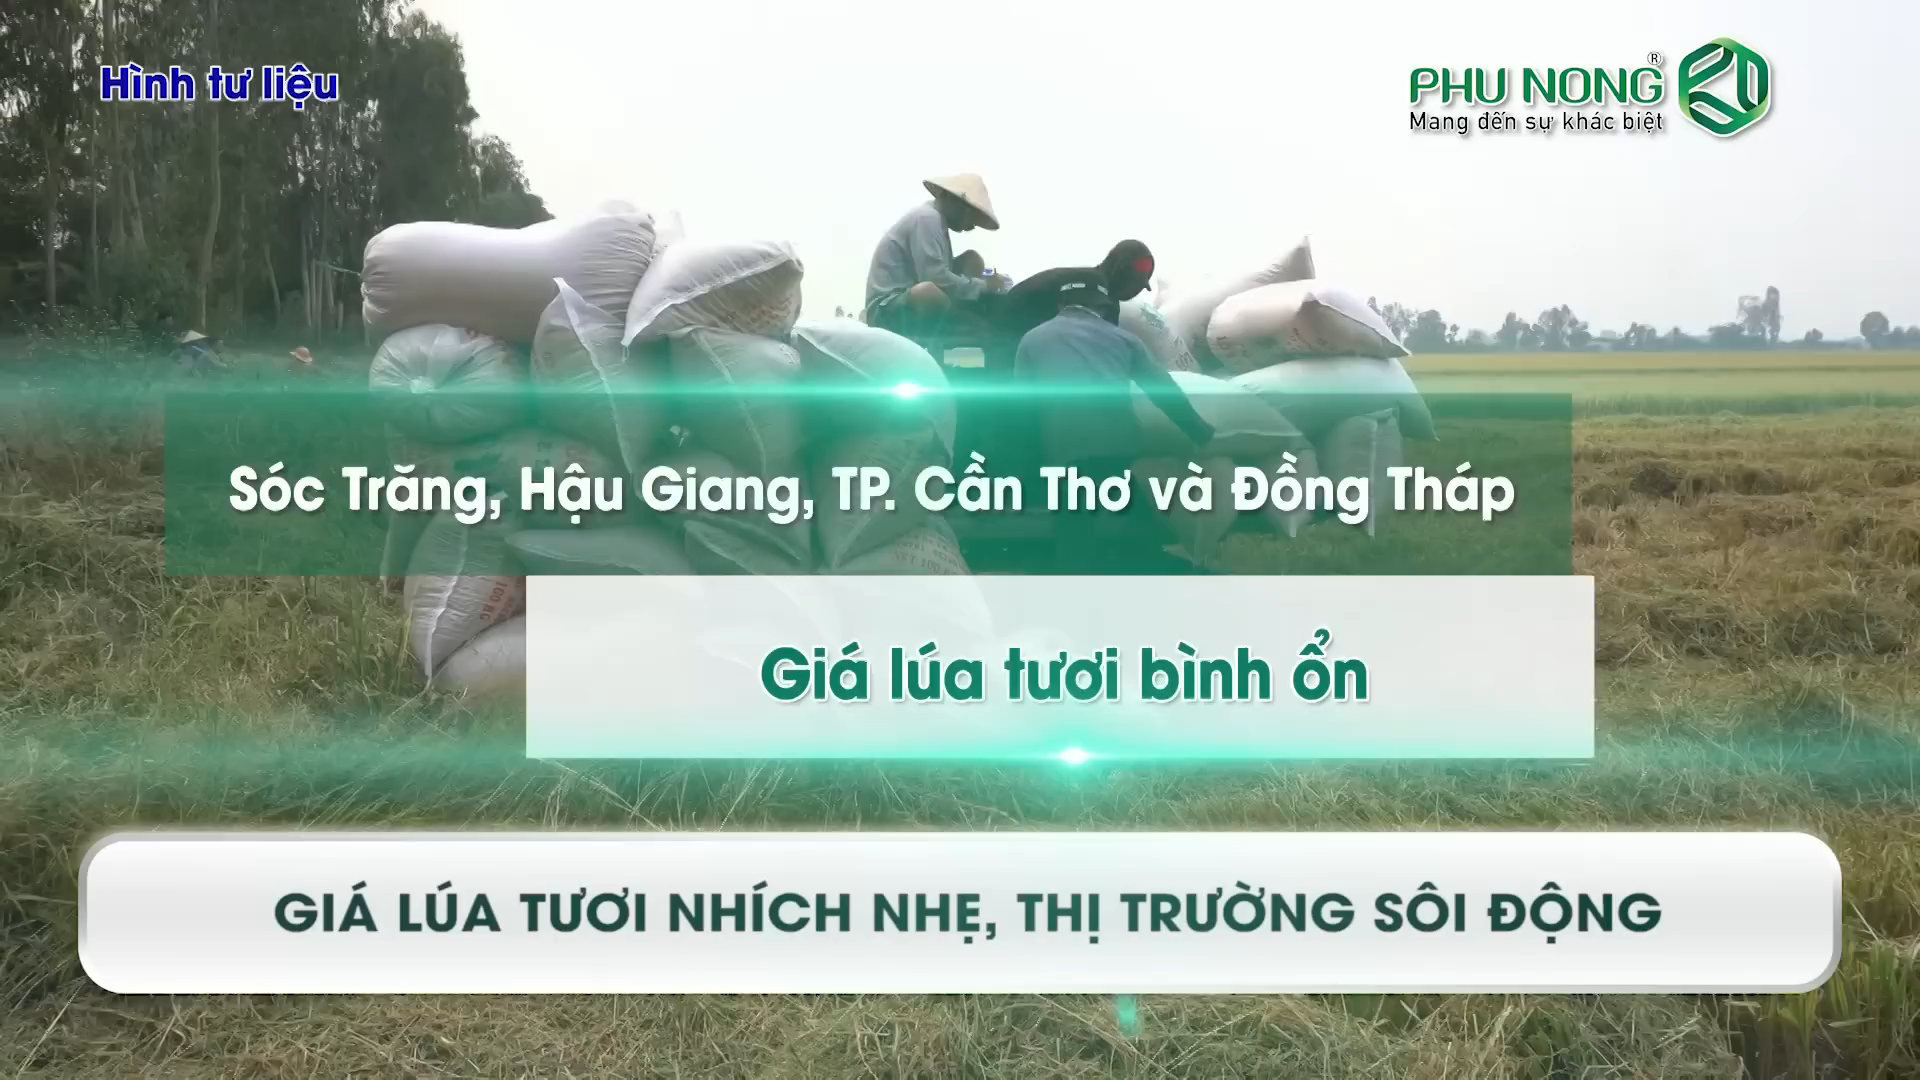 Hình tư liệu
PHU NONG®
Mang đến sự khác biệt
Sóc Trăng, Hậu Giang, TP. Cần Thơ và Đồng Tháp
Giá lúa tươi bình ổn
GIÁ LÚA TƯƠI NHÍCH NHẸ, THỊ TRƯỜNG SÔI ĐỘNG